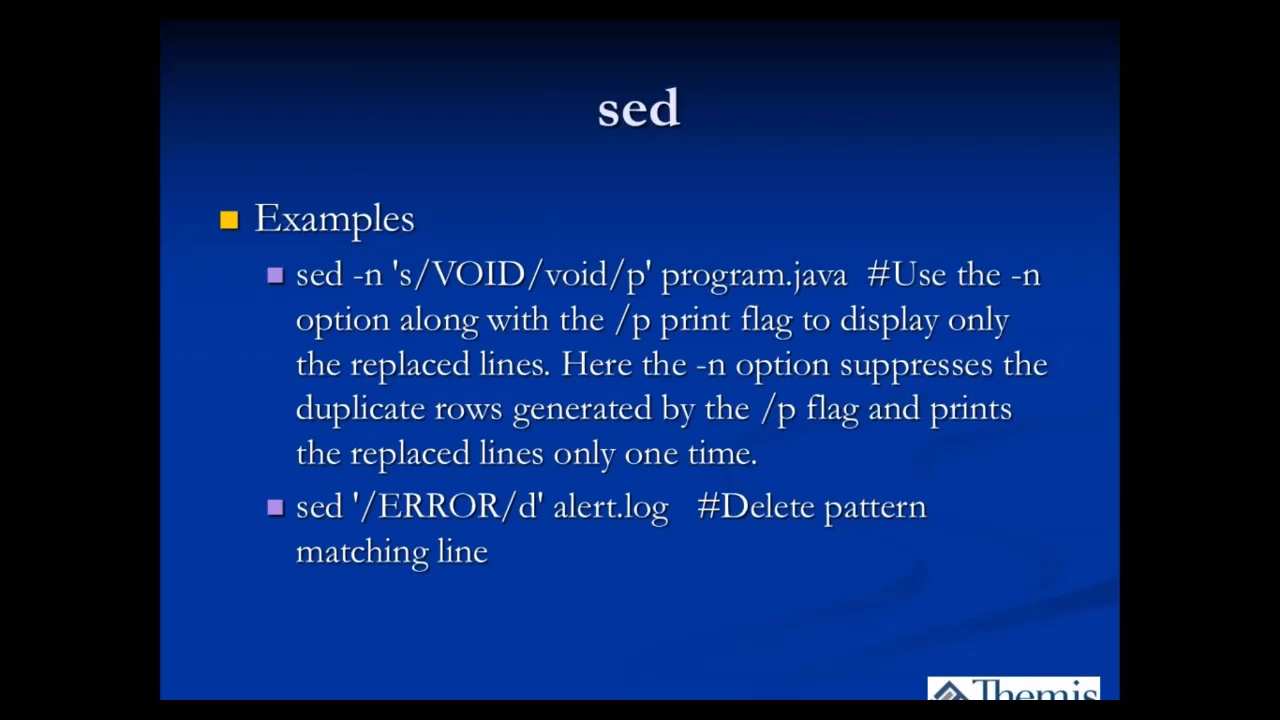 sed
Examples
sed -n 's/VOID/void/p' program.java #Use the -n
option along with the /p print flag to display only
the replaced lines. Here the -n option suppresses the
duplicate rows generated by the /p flag and prints
the replaced lines only one time.
sed '/ERROR/d' alert.log #Delete pattern
matching line
Themis